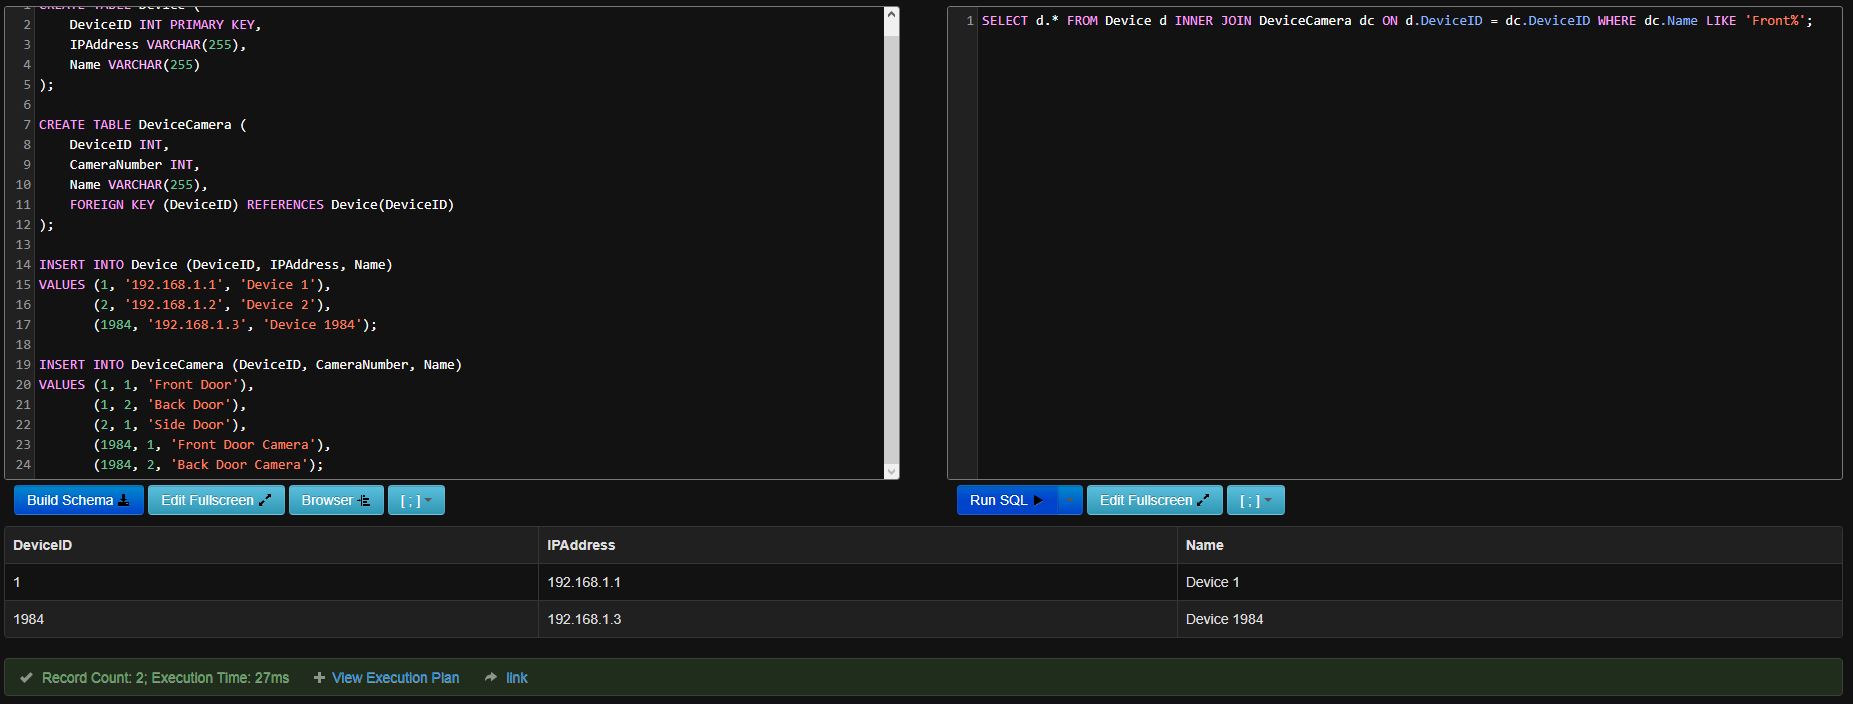 1 CREATE TABLE Device (
2 DeviceID INT PRIMARY KEY,
3 IPAddress VARCHAR(255),
4 Name VARCHAR(255)
5 );
6
7 CREATE TABLE DeviceCamera (
8 DeviceID INT,
9 CameraNumber INT,
10 Name VARCHAR(255),
11 FOREIGN KEY (DeviceID) REFERENCES Device(DeviceID)
12 );
13
14 INSERT INTO Device (DeviceID, IPAddress, Name)
15 VALUES (1, '192.168.1.1', 'Device 1'),
16 (2, '192.168.1.2', 'Device 2'),
17 (1984, '192.168.1.3', 'Device 1984');
18
19 INSERT INTO DeviceCamera (DeviceID, CameraNumber, Name)
20 VALUES (1, 1, 'Front Door'),
21 (1, 2, 'Back Door'),
22 (2, 1, 'Side Door'),
23 (1984, 1, 'Front Door Camera'),
24 (1984, 2, 'Back Door Camera');
Build Schema Edit Fullscreen Browser [ ; ]
1 SELECT d.* FROM Device d INNER JOIN DeviceCamera dc ON d.DeviceID = dc.DeviceID WHERE dc.Name LIKE 'Front%';
Run SQL Edit Fullscreen [ ; ]
DeviceID IPAddress Name
1 192.168.1.1 Device 1
1984 192.168.1.3 Device 1984
Record Count: 2; Execution Time: 27ms View Execution Plan link